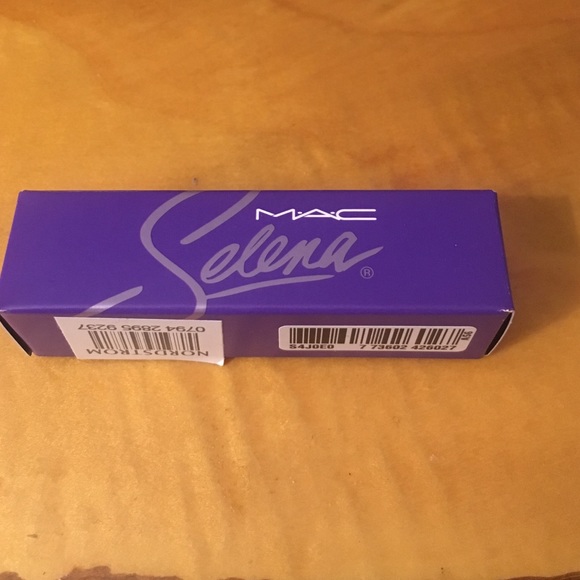 M·A·C
Selena®
0794 2895 9237
NORDSTROM
S4J0E0 7 73602 426027